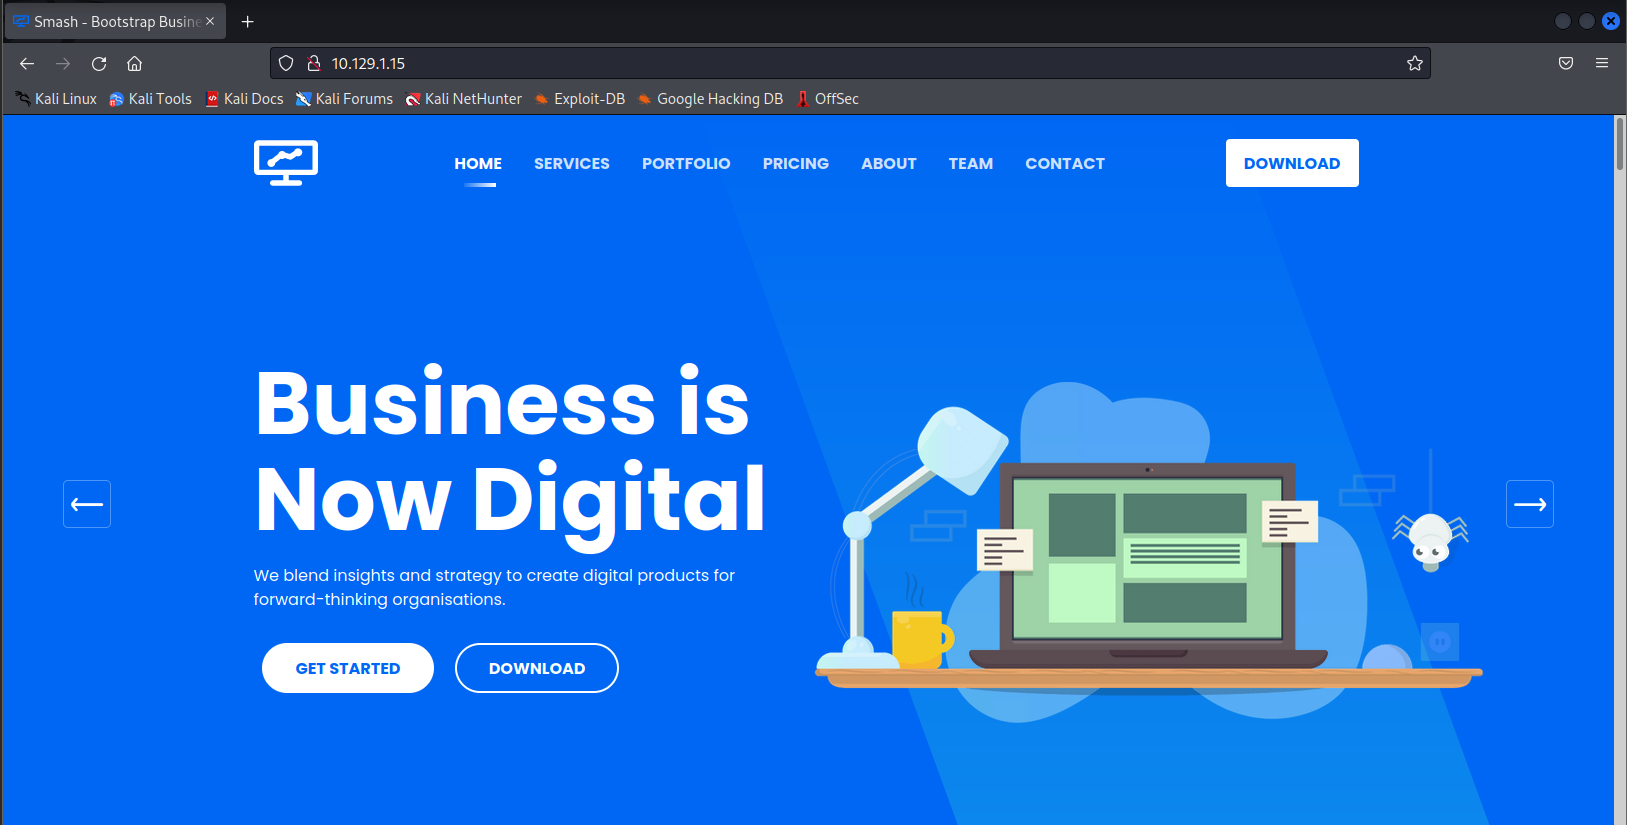 Smash - Bootstrap Busine
10.129.1.15
Kali Linux Kali Tools Kali Docs Kali Forums Kali NetHunter Exploit-DB Google Hacking DB OffSec
HOME SERVICES PORTFOLIO PRICING ABOUT TEAM CONTACT DOWNLOAD
Business is
Now Digital
We blend insights and strategy to create digital products for
forward-thinking organisations.
GET STARTED DOWNLOAD